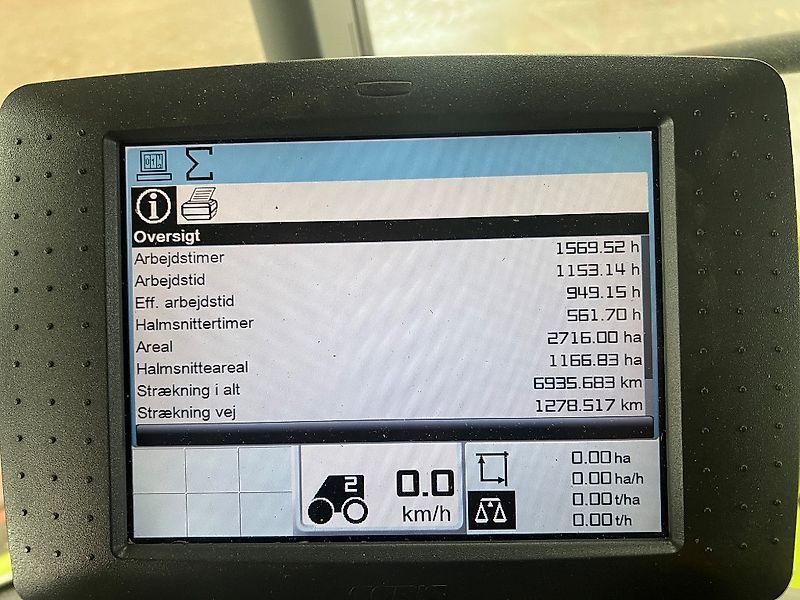 Oversigt
Arbejdstimer 1569.52 h
Arbejdstid 1153.14 h
Eff. arbejdstid 949.15 h
Halmsnittertimer 561.70 h
Areal 2716.00 ha
Halmsnitteareal 1166.83 ha
Strækning i alt 6935.683 km
Strækning vej 1278.517 km
2 0.0 km/h
0.00 ha
0.00 ha/h
0.00 t/ha
0.00 t/h